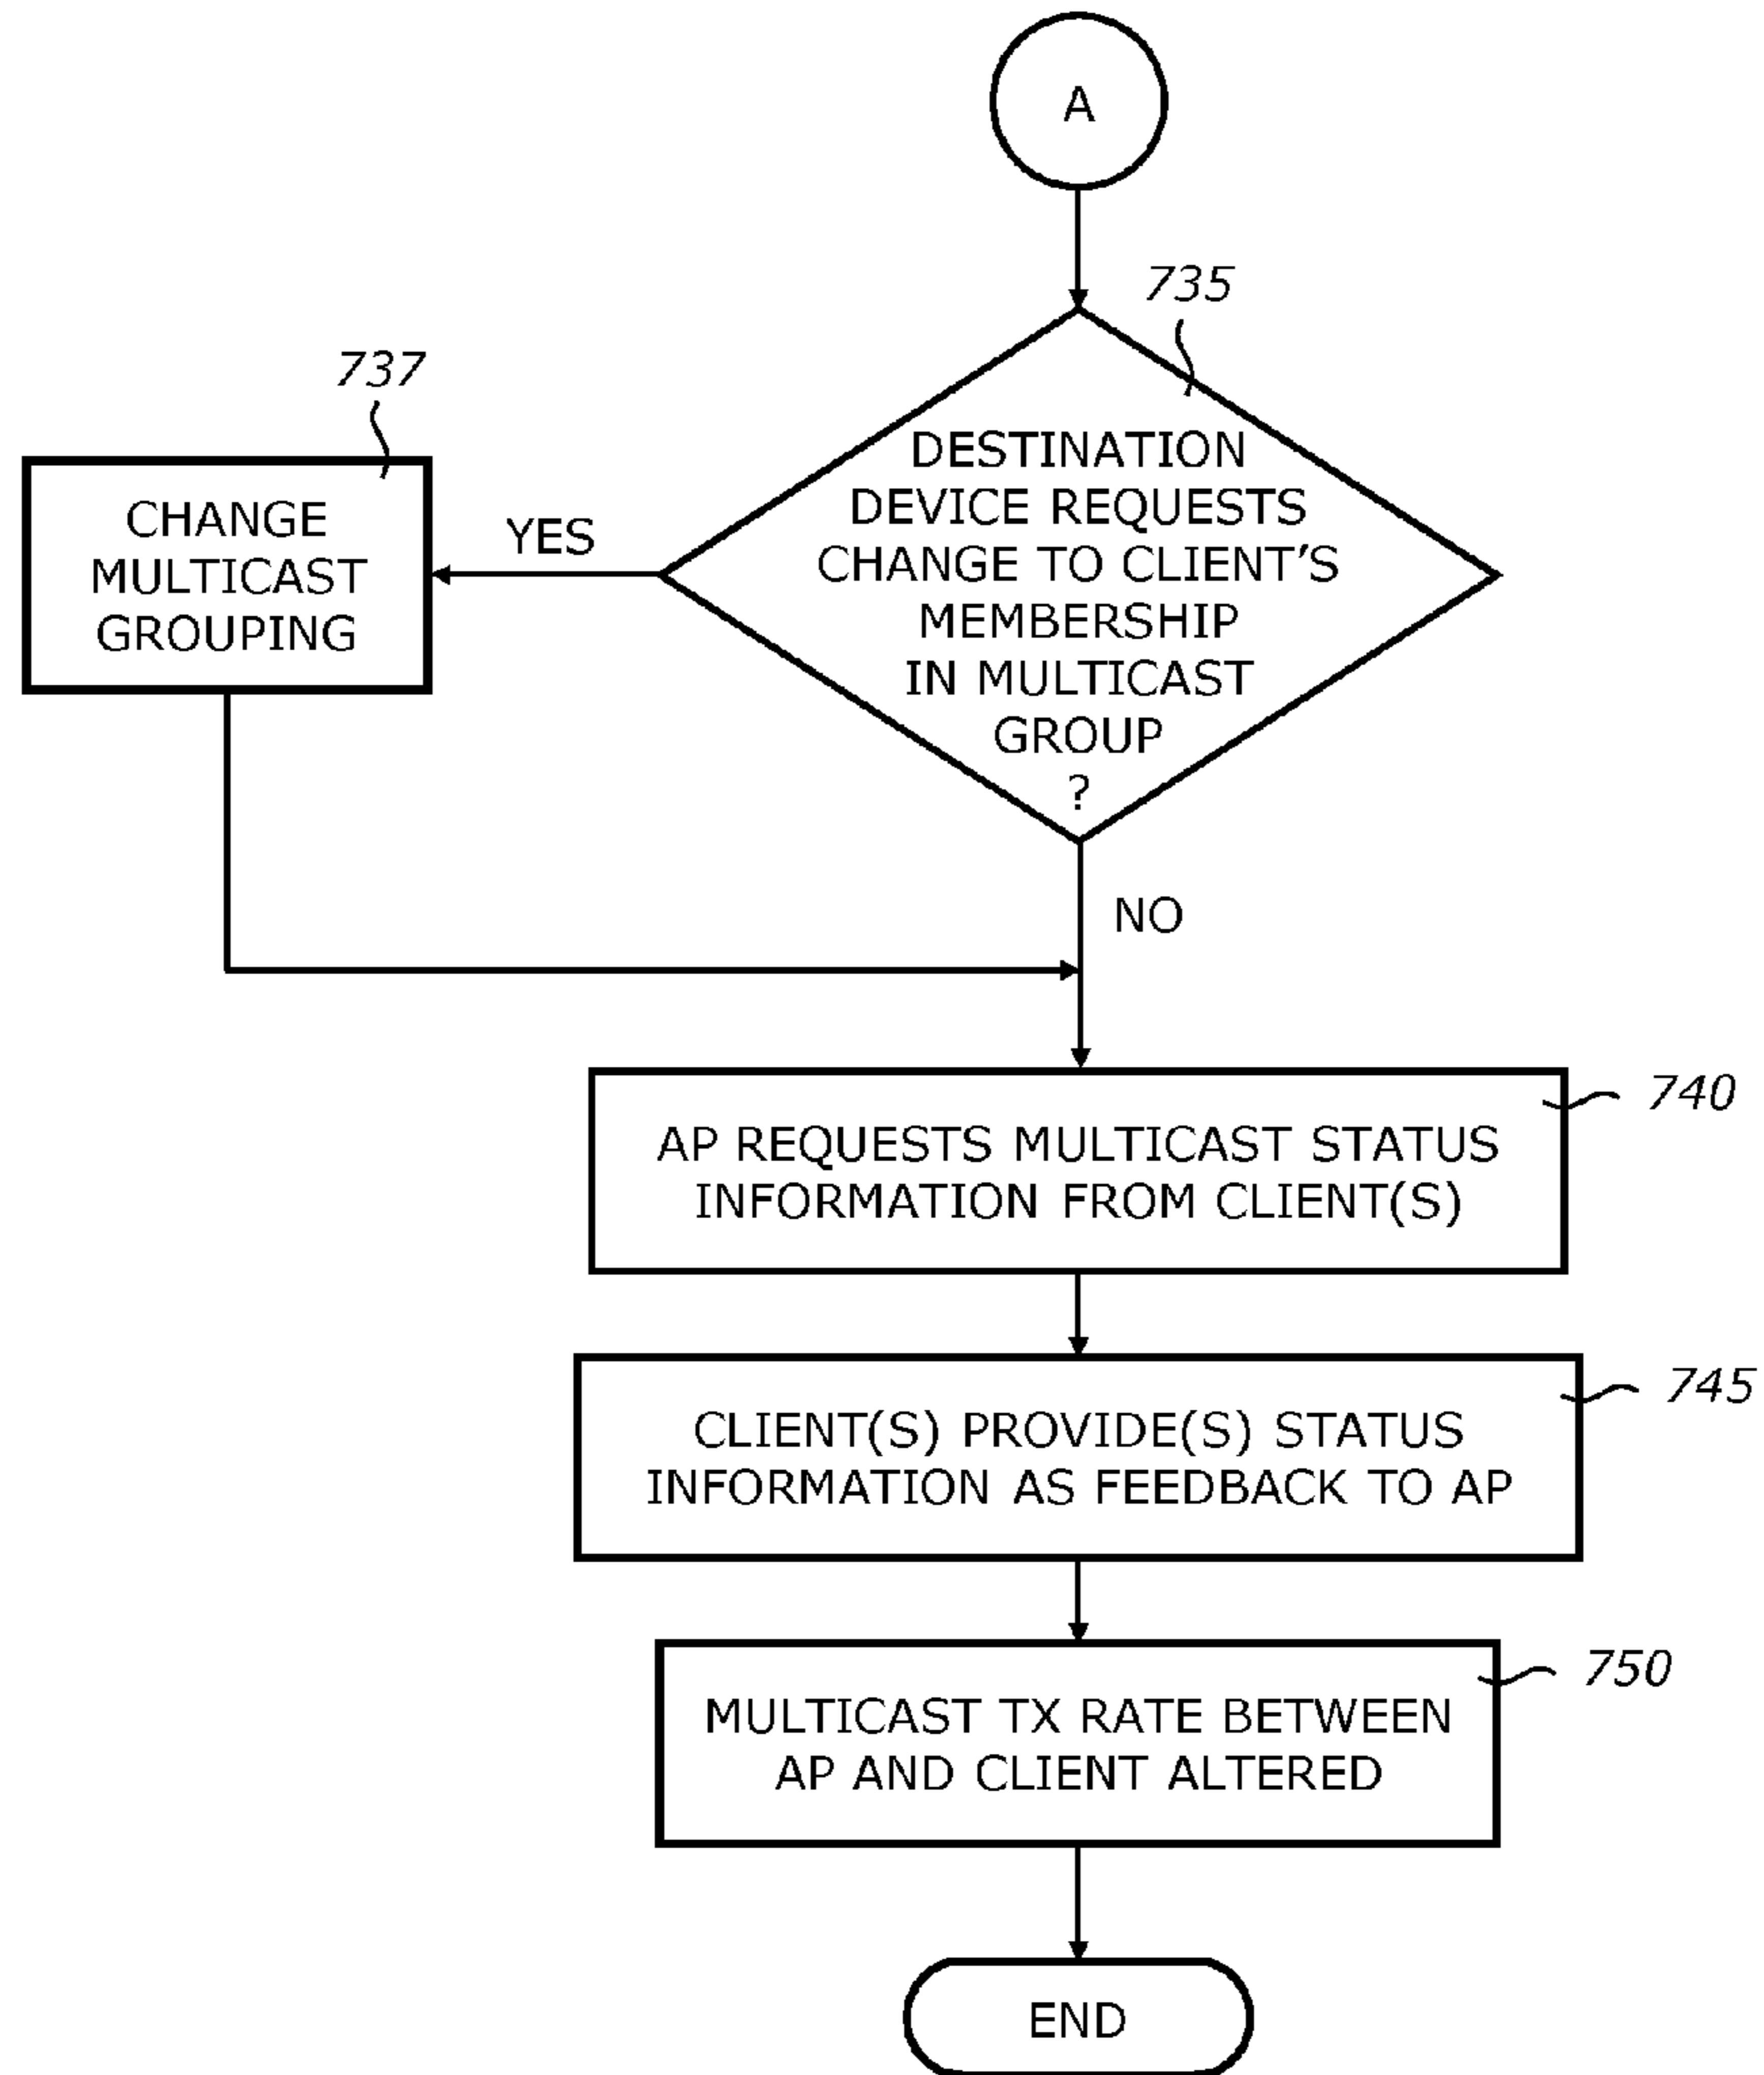 A
735
737
DESTINATION
DEVICE REQUESTS
CHANGE TO CLIENT'S
MEMBERSHIP
IN MULTICAST
GROUP
?
YES
CHANGE
MULTICAST
GROUPING
NO
740
AP REQUESTS MULTICAST STATUS
INFORMATION FROM CLIENT(S)
745
CLIENT(S) PROVIDE(S) STATUS
INFORMATION AS FEEDBACK TO AP
750
MULTICAST TX RATE BETWEEN
AP AND CLIENT ALTERED
END